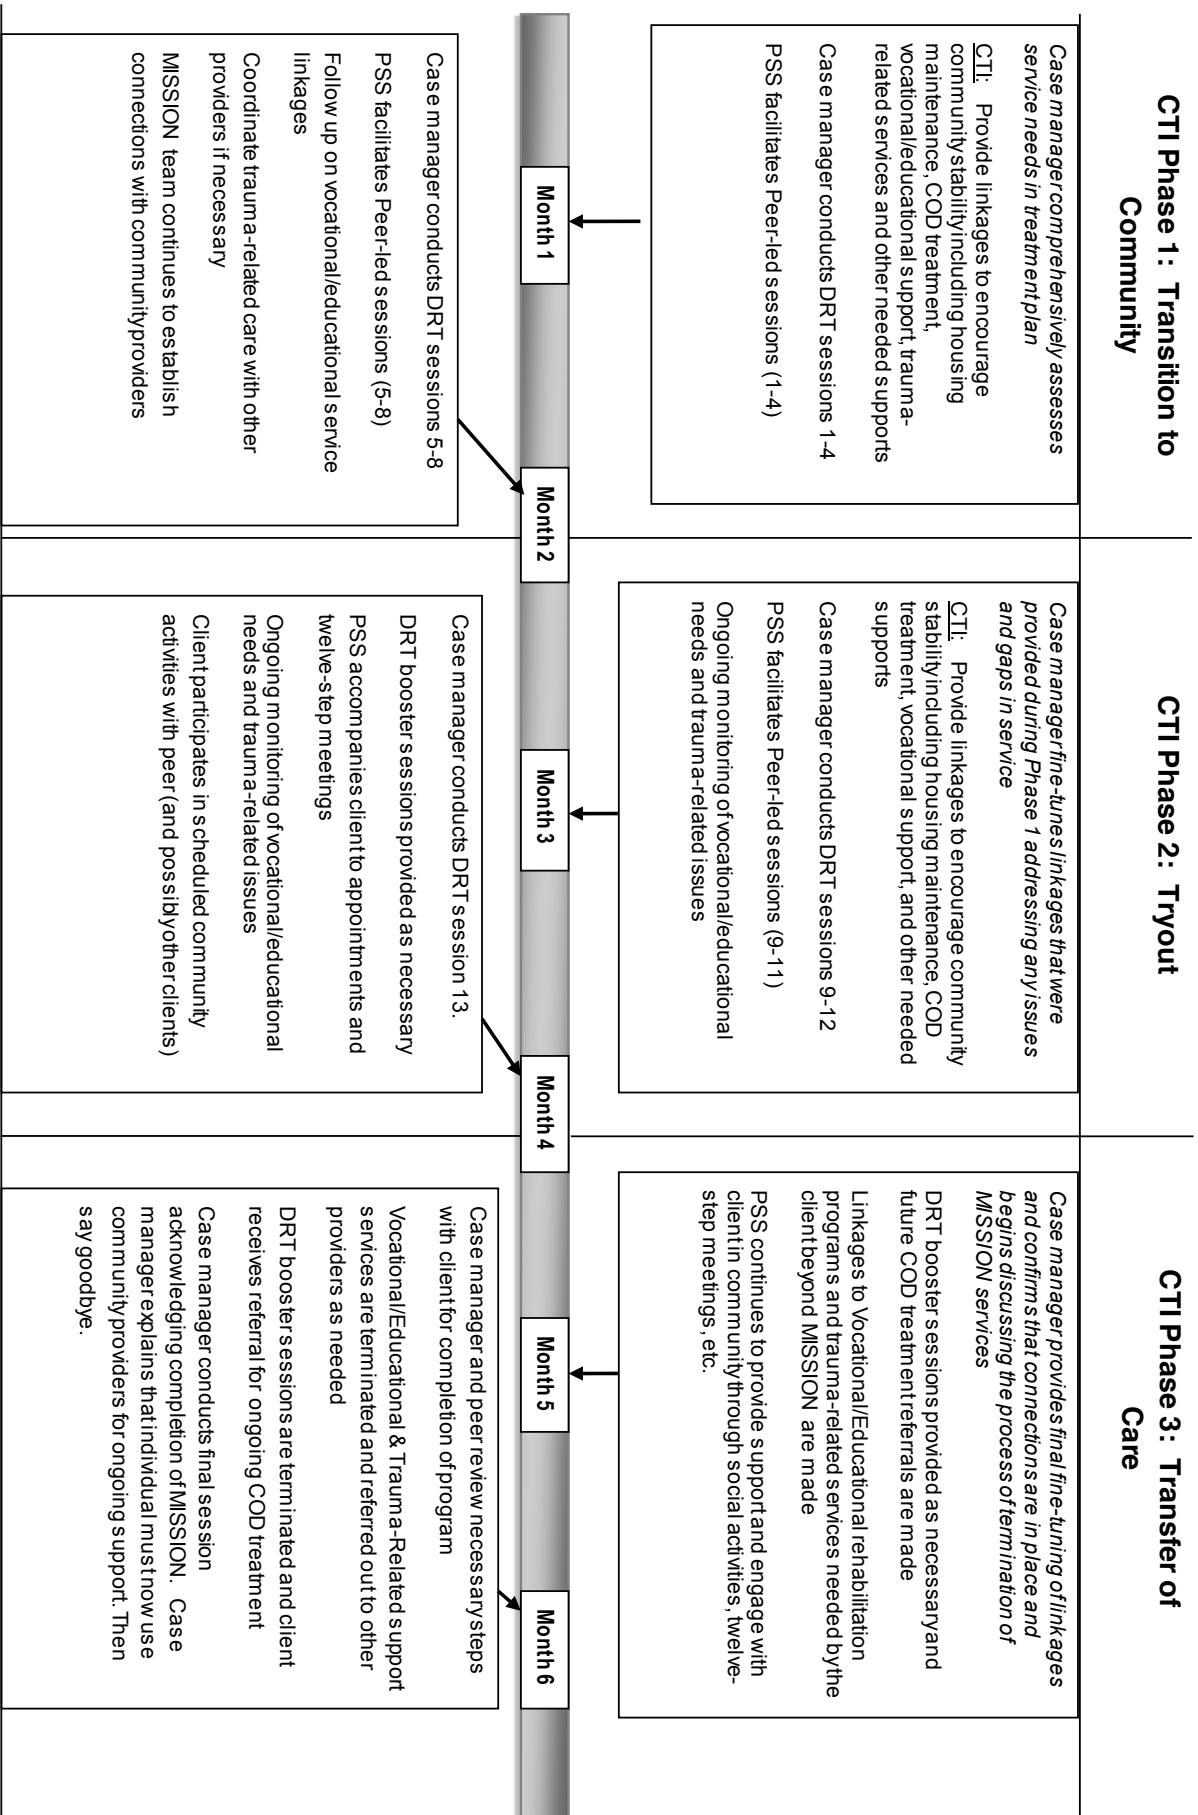 CTI Phase 1: Transition to
Community
Case manager comprehensively assesses
service needs in treatment plan
CTI: Provide linkages to encourage
community stability including housing
maintenance, COD treatment,
vocational/educational support, trauma-
related services and other needed supports
Case manager conducts DRT sessions 1-4
PSS facilitates Peer-led sessions (1-4)
Month 1
Case manager conducts DRT sessions 5-8
PSS facilitates Peer-led sessions (5-8)
Follow up on vocational/educational service
linkages
Coordinate trauma-related care with other
providers if necessary
MISSION team continues to establish
connections with community providers
Month 2
CTI Phase 2: Tryout
Case manager fine-tunes linkages that were
provided during Phase 1 addressing any issues
and gaps in service
CTI: Provide linkages to encourage community
stability including housing maintenance, COD
treatment, vocational support, and other needed
supports
Case manager conducts DRT sessions 9-12
PSS facilitates Peer-led sessions (9-11)
Ongoing monitoring of vocational/educational
needs and trauma-related issues
Month 3
Case manager conducts DRT session 13.
DRT booster sessions provided as necessary
PSS accompanies client to appointments and
twelve-step meetings
Ongoing monitoring of vocational/educational
needs and trauma-related issues
Client participates in scheduled community
activities with peer (and possibly other clients)
Month 4
CTI Phase 3: Transfer of
Care
Case manager provides final fine-tuning of linkages
and confirms that connections are in place and
begins discussing the process of termination of
MISSION services
DRT booster sessions provided as necessary and
future COD treatment referrals are made
Linkages to Vocational/Educational rehabilitation
programs and trauma-related services needed by the
client beyond MISSION are made
PSS continues to provide support and engage with
client in community through social activities, twelve-
step meetings, etc.
Month 5
Case manager and peer review necessary steps
with client for completion of program
Vocational/Educational & Trauma-Related support
services are terminated and referred out to other
providers as needed
DRT booster sessions are terminated and client
receives referral for ongoing COD treatment
Case manager conducts final session
acknowledging completion of MISSION. Case
manager explains that individual must now use
community providers for ongoing support. Then
say goodbye.
Month 6